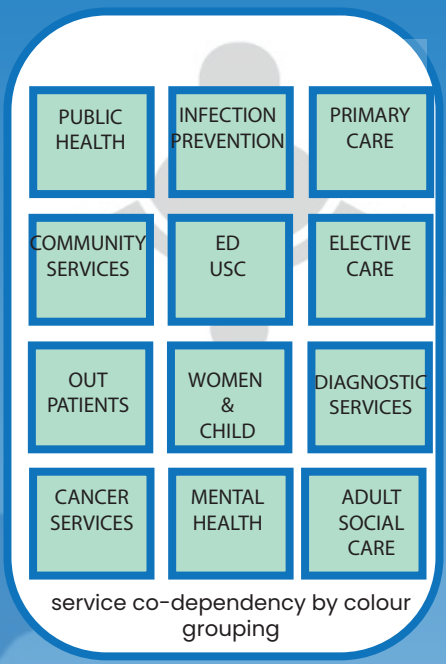 PUBLIC
HEALTH
INFECTION
PREVENTION
PRIMARY
CARE
COMMUNITY
SERVICES
ED
USC
ELECTIVE
CARE
OUT
PATIENTS
WOMEN
&
CHILD
DIAGNOSTIC
SERVICES
CANCER
SERVICES
MENTAL
HEALTH
ADULT
SOCIAL
CARE
service co-dependency by colour
grouping